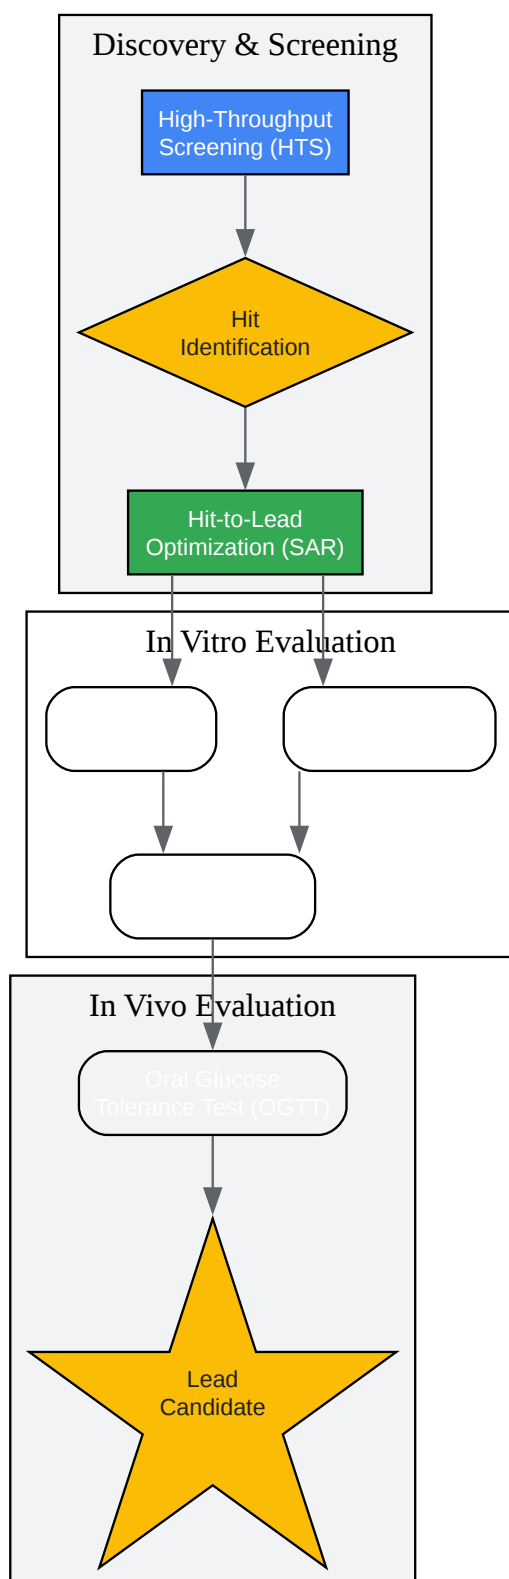 Discovery & Screening
High-Throughput
Screening (HTS)
Hit
Identification
Hit-to-Lead
Optimization (SAR)
In Vitro Evaluation
In Vivo Evaluation
Oral Glucose
Tolerance Test (OGTT)
Lead
Candidate